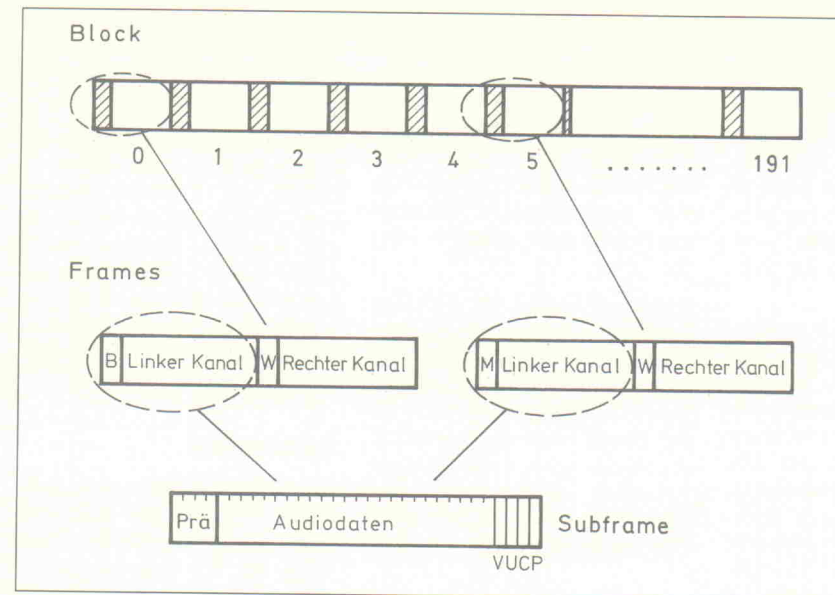 Block
0 1 2 3 4 5 ........ 191
Frames
B Linker Kanal W Rechter Kanal
M Linker Kanal W Rechter Kanal
Prä Audiodaten Subframe
VUCP